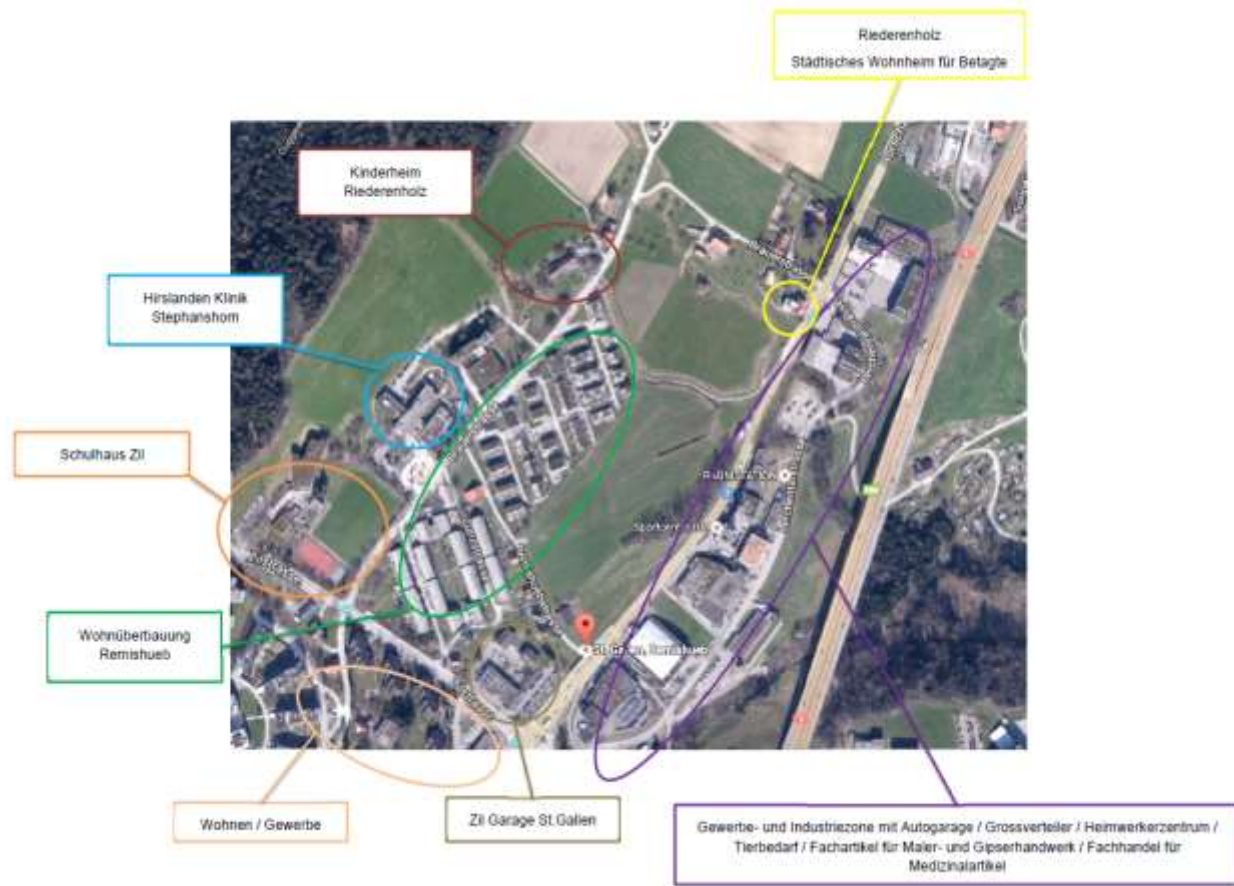 Riederenholz
Städtisches Wohnheim für Betagte
Kinderheim
Riederenholz
Hirslanden Klinik
Stephanshorn
Schulhaus Zil
Wohnüberbauung
Remishueb
Wohnen / Gewerbe
Zil Garage St.Gallen
Gewerbe- und Industriezone mit Autogarage / Grossverteiler / Heimwerkerzentrum /
Tierbedarf / Fachartikel für Maler- und Gipserhandwerk / Fachhandel für
Medizinalartikel